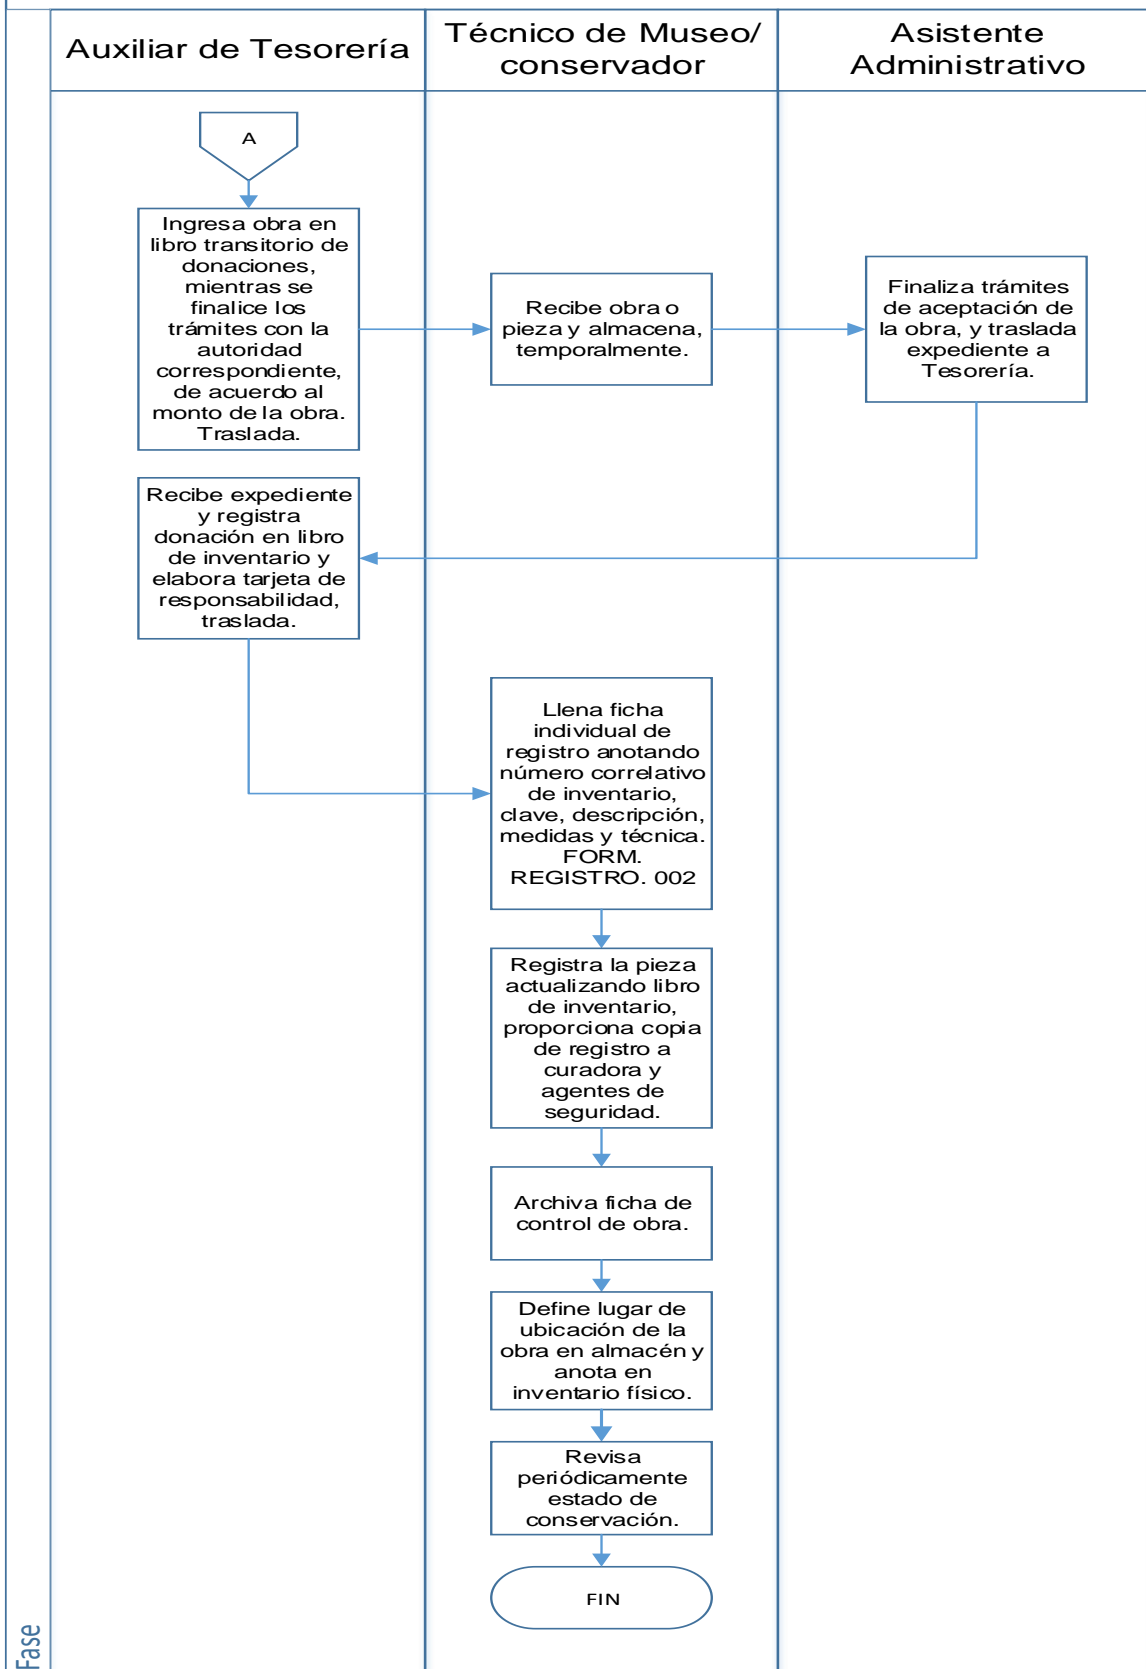 Auxiliar de Tesorería
Técnico de Museo/
conservador
Asistente
Administrativo
A
Ingresa obra en
libro transitorio de
donaciones,
mientras se
finalice los
trámites con la
autoridad
correspondiente,
de acuerdo al
monto de la obra.
Traslada.
Recibe obra o
pieza y almacena,
temporalmente.
Finaliza trámites
de aceptación de
la obra, y traslada
expediente a
Tesorería.
Recibe expediente
y registra
donación en libro
de inventario y
elabora tarjeta de
responsabilidad,
traslada.
Llena ficha
individual de
registro anotando
número correlativo
de inventario,
clave, descripción,
medidas y técnica.
FORM.
REGISTRO. 002
Registra la pieza
actualizando libro
de inventario,
proporciona copia
de registro a
curadora y
agentes de
seguridad.
Archiva ficha de
control de obra.
Define lugar de
ubicación de la
obra en almacén y
anota en
inventario físico.
Revisa
periódicamente
estado de
conservación.
FIN
Fase